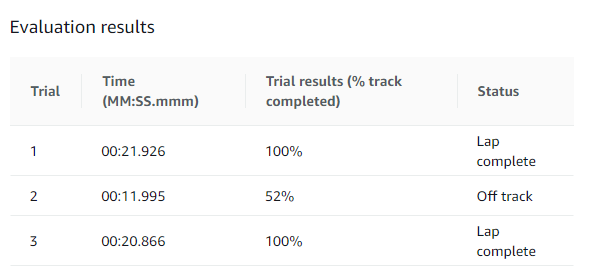 Evaluation results
Trial
Time
(MM:SS.mmm)
Trial results (% track
completed)
Status
1
00:21.926
100%
Lap
complete
2
00:11.995
52%
Off track
3
00:20.866
100%
Lap
complete